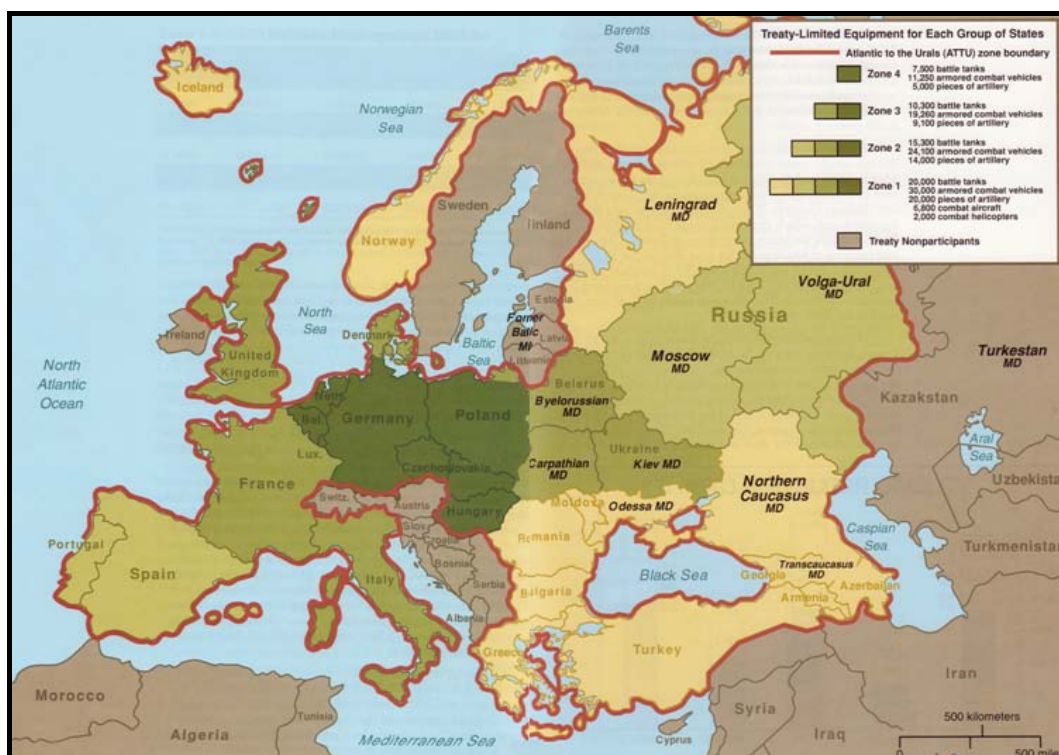 Barents
Sea
Treaty-Limited Equipment for Each Group of States
Atlantic to the Urals (ATTU) zone boundary
Zone 4
7,500 battle tanks
11,250 armored combat vehicles
5,000 pieces of artillery
Zone 3
10,300 battle tanks
19,260 armored combat vehicles
9,100 pieces of artillery
Zone 2
15,300 battle tanks
24,100 armored combat vehicles
14,000 pieces of artillery
Zone 1
20,000 battle tanks
30,000 armored combat vehicles
20,000 pieces of artillery
6,800 combat aircraft
2,000 combat helicopters
Treaty Nonparticipants
Iceland
Norwegian
Sea
Leningrad
MD
Sweden
Finland
Norway
Volga-Ural
MD
Russia
North
Sea
Denmark
Baltic
Sea
Estonia
Former
Baltic
Latvia
Lithuania
Ireland
United
Kingdom
Moscow
MD
Turkestan
MD
North
Atlantic
Ocean
Kazakstan
Neth.
Germany
Poland
Belarus
Byelorussian
MD
Bel.
Lux.
Ukraine
Kiev MD
Carpathian
MD
Czechoslovakia
Aral
Sea
France
Northern
Caucasus
MD
Uzbekista
Switz.
Austria
Hungary
Moldova
Odessa MD
Slov.
Croatia
Romania
Caspian
Sea
Turkmenistan
Portugal
Spain
Italy
Bosnia
Serbia
Black Sea
Transcaucasus
MD
Georgia
Armenia
Azerbaijan
Bulgaria
Albania
Greece
Turkey
Morocco
Algeria
Tunisia
Mediterranean Sea
Cyprus
Syria
Iraq
Iran
500 kilometers
0
500 mile